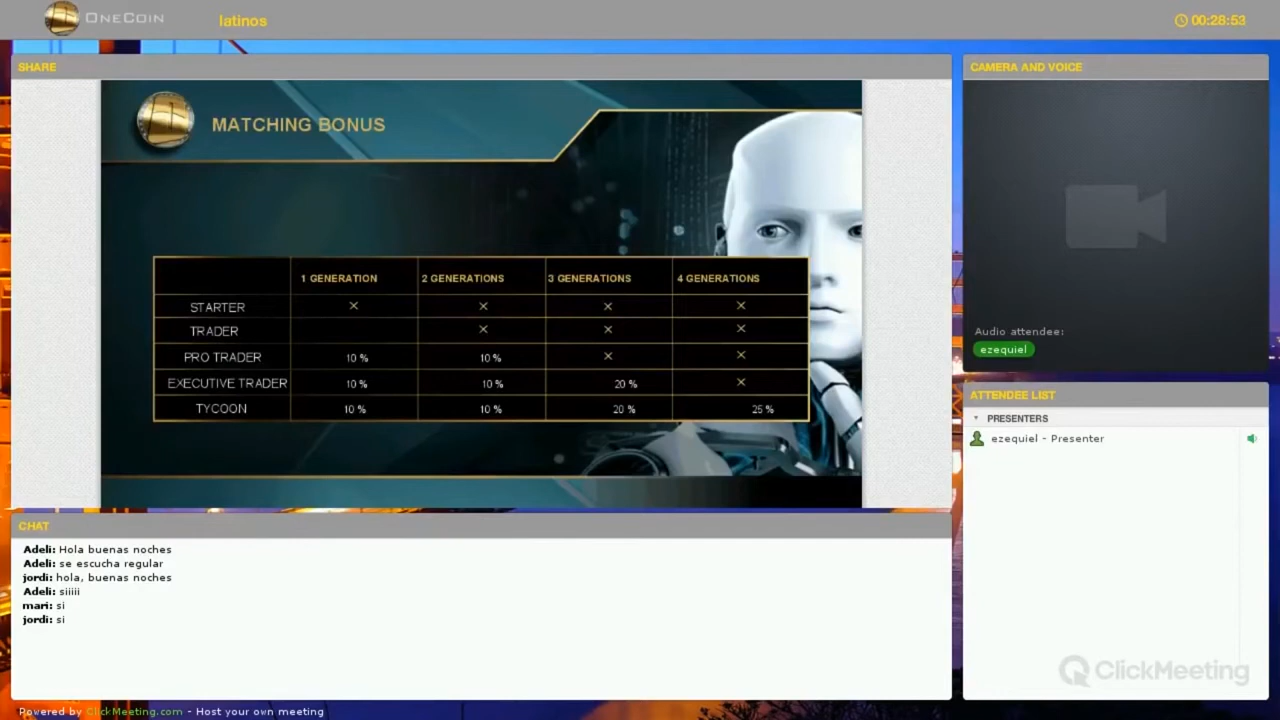 ONECOIN
latinos
00:28:53
SHARE
MATCHING BONUS
1 GENERATION 2 GENERATIONS 3 GENERATIONS 4 GENERATIONS
STARTER × × × ×
TRADER × × ×
PRO TRADER 10 % 10 % × ×
EXECUTIVE TRADER 10 % 10 % 20 % ×
TYCOON 10 % 10 % 20 % 25 %
CAMERA AND VOICE
Audio attendee:
ezequiel
ATTENDEE LIST
PRESENTERS
ezequiel - Presenter
CHAT
Adeli: Hola buenas noches
Adeli: se escucha regular
jordi: hola, buenas noches
Adeli: siiiii
mari: si
jordi: si
ClickMeeting
Powered by ClickMeeting.com - Host your own meeting